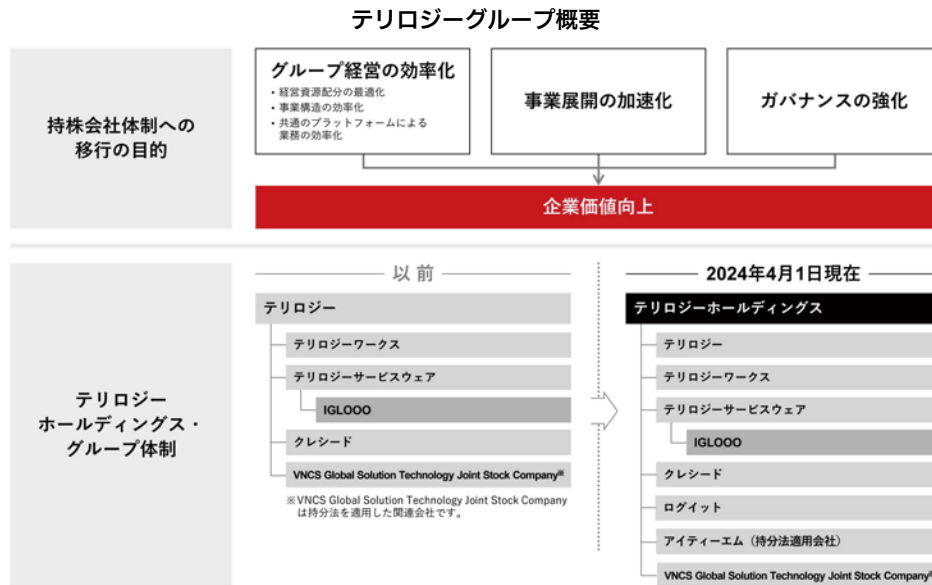 テリロジーグループ概要
持株会社体制への
移行の目的
グループ経営の効率化
・経営資源配分の最適化
・事業構造の効率化
・共通のプラットフォームによる
業務の効率化
事業展開の加速化
ガバナンスの強化
企業価値向上
テリロジー
ホールディングス・
グループ体制
以前
テリロジー
テリロジーワークス
テリロジーサービスウェア
IGLOOO
クレシード
VNCS Global Solution Technology Joint Stock Company※
※VNCS Global Solution Technology Joint Stock Company
は持分法を適用した関連会社です。
2024年4月1日現在
テリロジーホールディングス
テリロジー
テリロジーワークス
テリロジーサービスウェア
IGLOOO
クレシード
ログイット
アイティーエム（持分法適用会社）
VNCS Global Solution Technology Joint Stock Company※